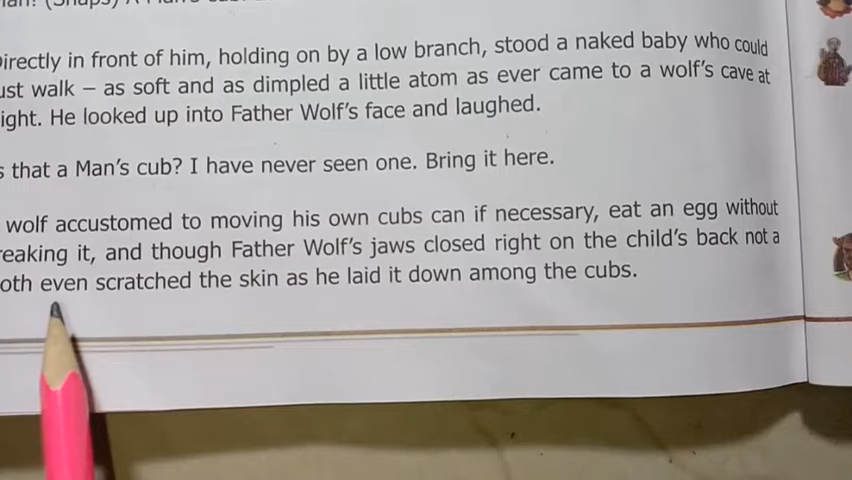 directly in front of him, holding on by a low branch, stood a naked baby who could
ust walk – as soft and as dimpled a little atom as ever came to a wolf's cave at
ight. He looked up into Father Wolf's face and laughed.
s that a Man's cub? I have never seen one. Bring it here.
wolf accustomed to moving his own cubs can if necessary, eat an egg without
reaking it, and though Father Wolf's jaws closed right on the child's back not a
oth even scratched the skin as he laid it down among the cubs.